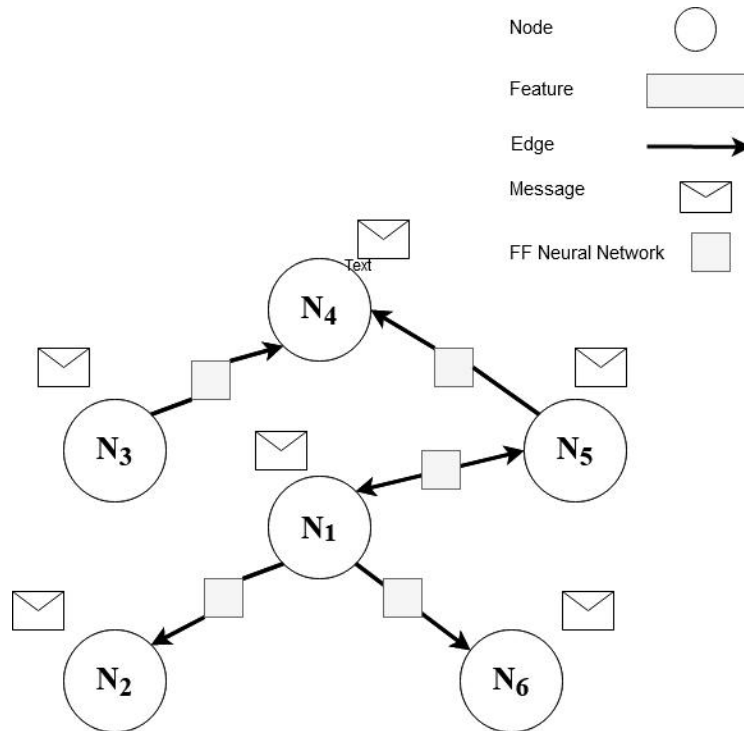 Node
Feature
Edge
Message
FF Neural Network
Text
N4
N3
N5
N1
N2
N6